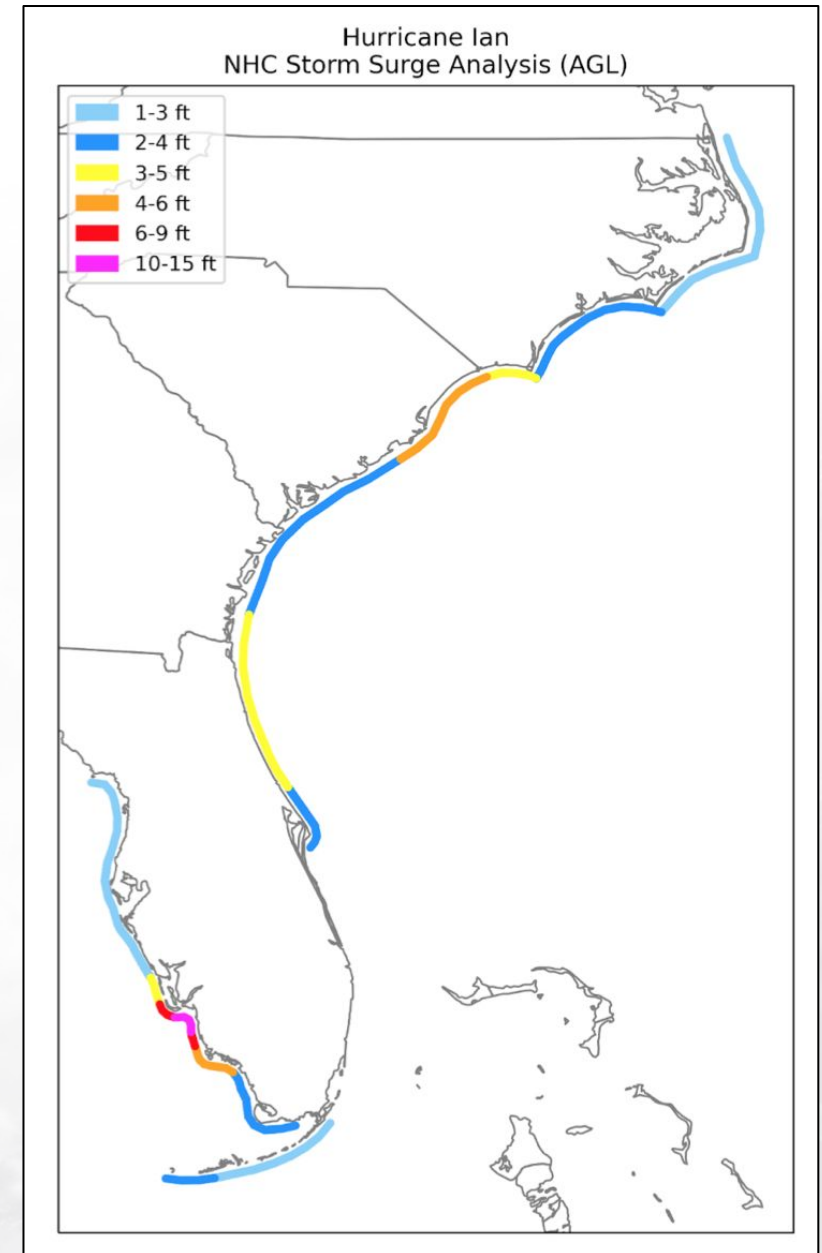 Hurricane Ian
NHC Storm Surge Analysis (AGL)
1-3 ft
2-4 ft
3-5 ft
4-6 ft
6-9 ft
10-15 ft